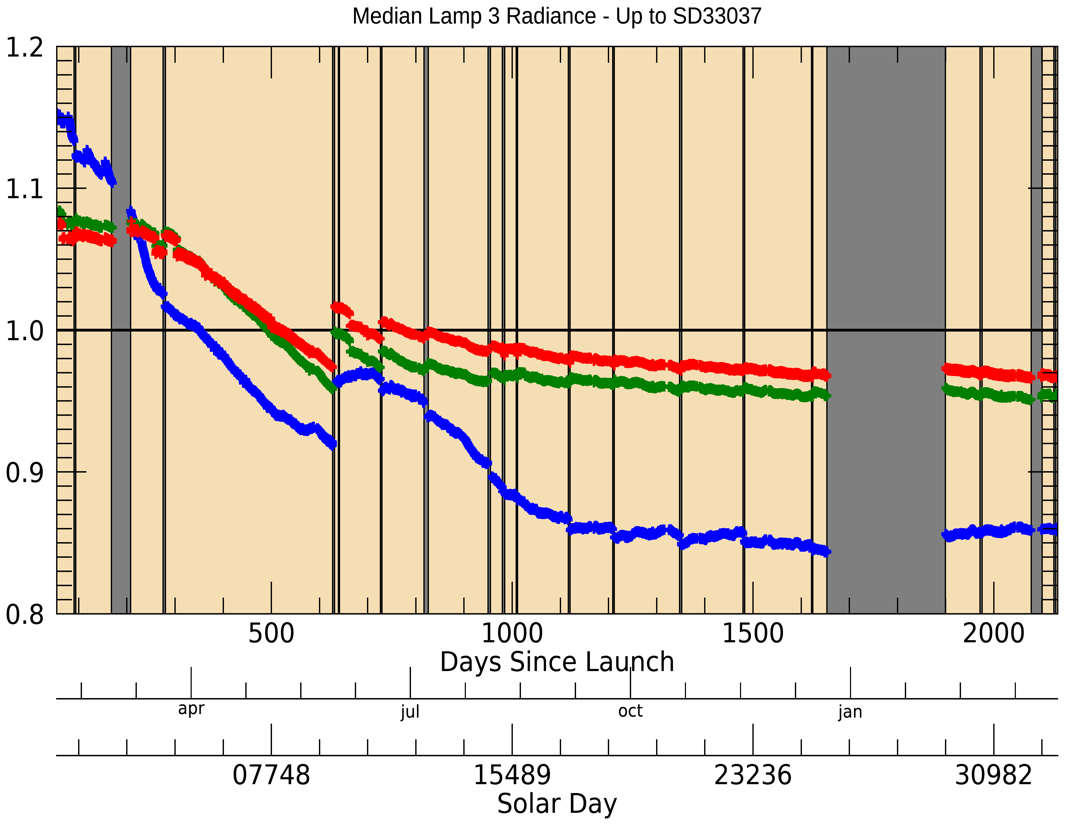 Median Lamp 3 Radiance - Up to SD33037
1.2
1.1
1.0
0.9
0.8
500 1000 1500 2000
Days Since Launch
apr jul oct jan
07748 15489 23236 30982
Solar Day